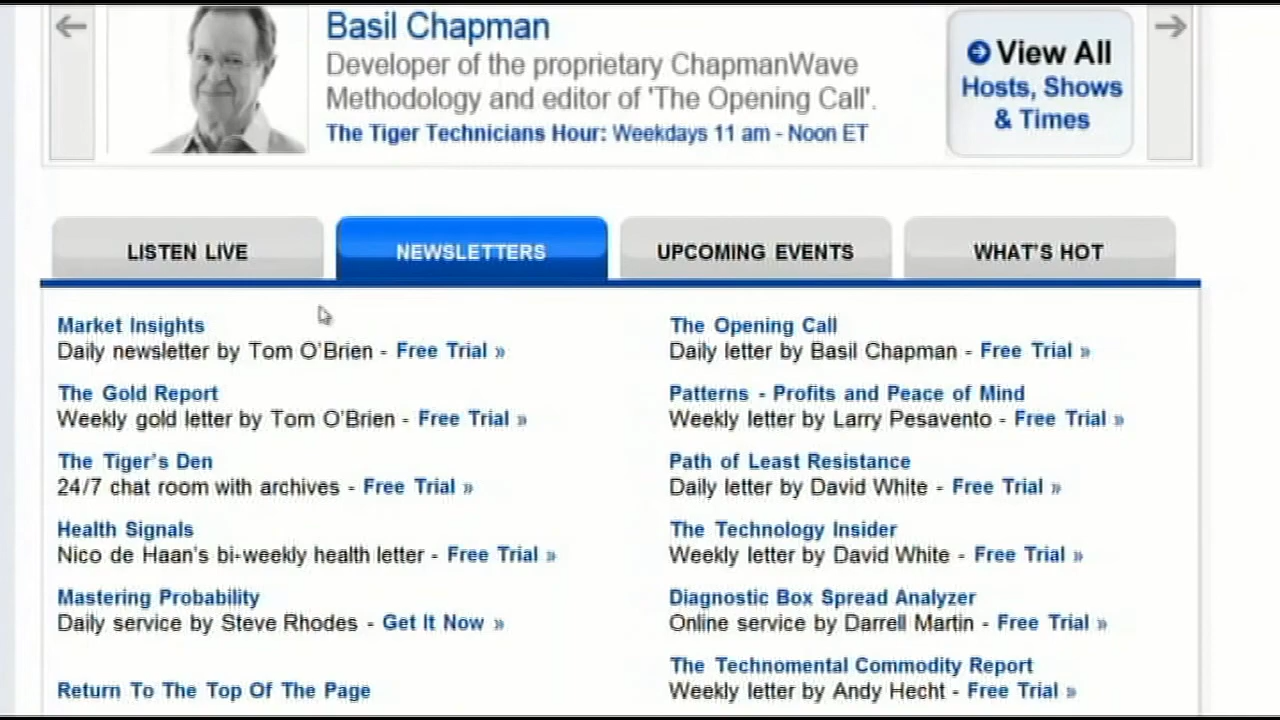 Basil Chapman
Developer of the proprietary ChapmanWave
Methodology and editor of 'The Opening Call'.
The Tiger Technicians Hour: Weekdays 11 am - Noon ET
View All
Hosts, Shows
& Times
LISTEN LIVE
NEWSLETTERS
UPCOMING EVENTS
WHAT'S HOT
Market Insights
Daily newsletter by Tom O'Brien - Free Trial »
The Gold Report
Weekly gold letter by Tom O'Brien - Free Trial »
The Tiger's Den
24/7 chat room with archives - Free Trial »
Health Signals
Nico de Haan's bi-weekly health letter - Free Trial »
Mastering Probability
Daily service by Steve Rhodes - Get It Now »
Return To The Top Of The Page
The Opening Call
Daily letter by Basil Chapman - Free Trial »
Patterns - Profits and Peace of Mind
Weekly letter by Larry Pesavento - Free Trial »
Path of Least Resistance
Daily letter by David White - Free Trial »
The Technology Insider
Weekly letter by David White - Free Trial »
Diagnostic Box Spread Analyzer
Online service by Darrell Martin - Free Trial »
The Technomental Commodity Report
Weekly letter by Andy Hecht - Free Trial »